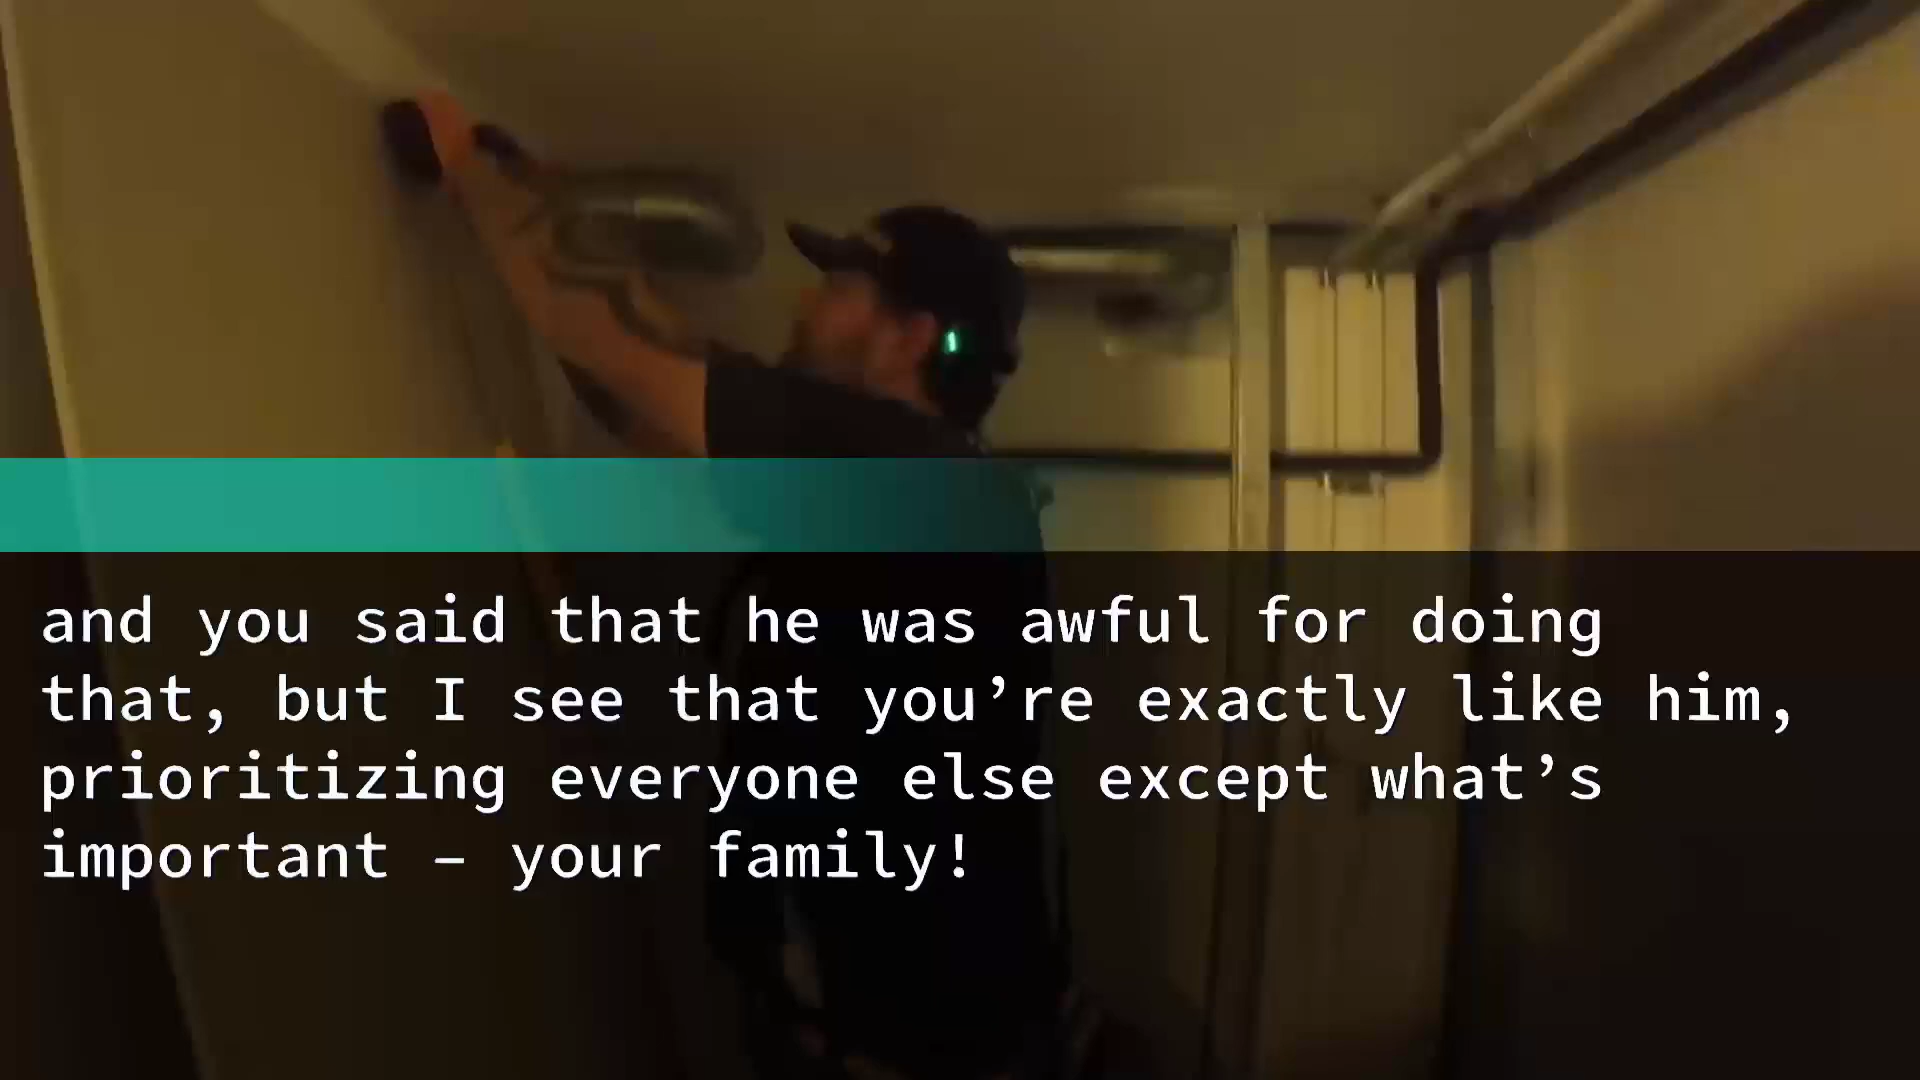 and you said that he was awful for doing
that, but I see that you’re exactly like him,
prioritizing everyone else except what’s
important – your family!